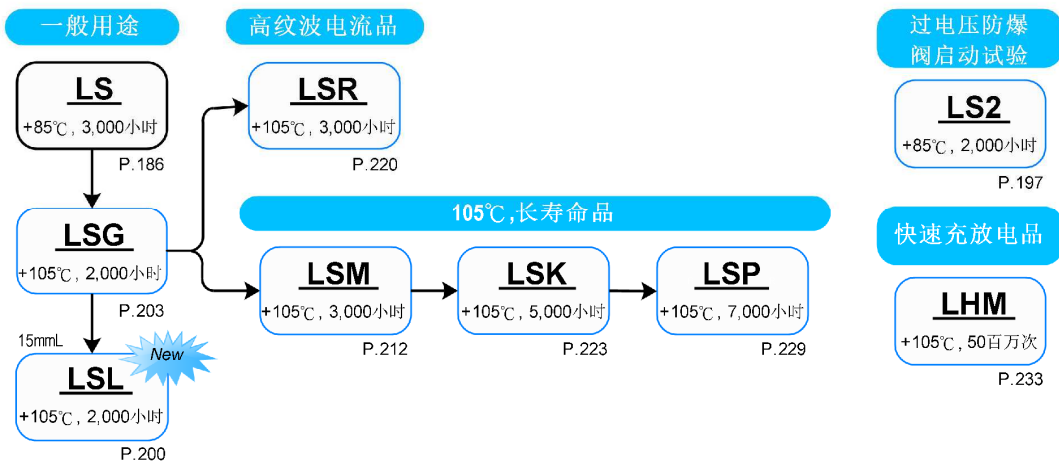 一般用途
LS
+85℃, 3,000小时
P.186
LSG
+105℃, 2,000小时
P.203
15mmL
New
LSL
+105℃, 2,000小时
P.200
高纹波电流品
LSR
+105℃, 3,000小时
P.220
105℃,长寿命品
LSM
+105℃, 3,000小时
P.212
LSK
+105℃, 5,000小时
P.223
LSP
+105℃, 7,000小时
P.229
过电压防爆
阀启动试验
LS2
+85℃, 2,000小时
P.197
快速充放电品
LHM
+105℃, 50百万次
P.233